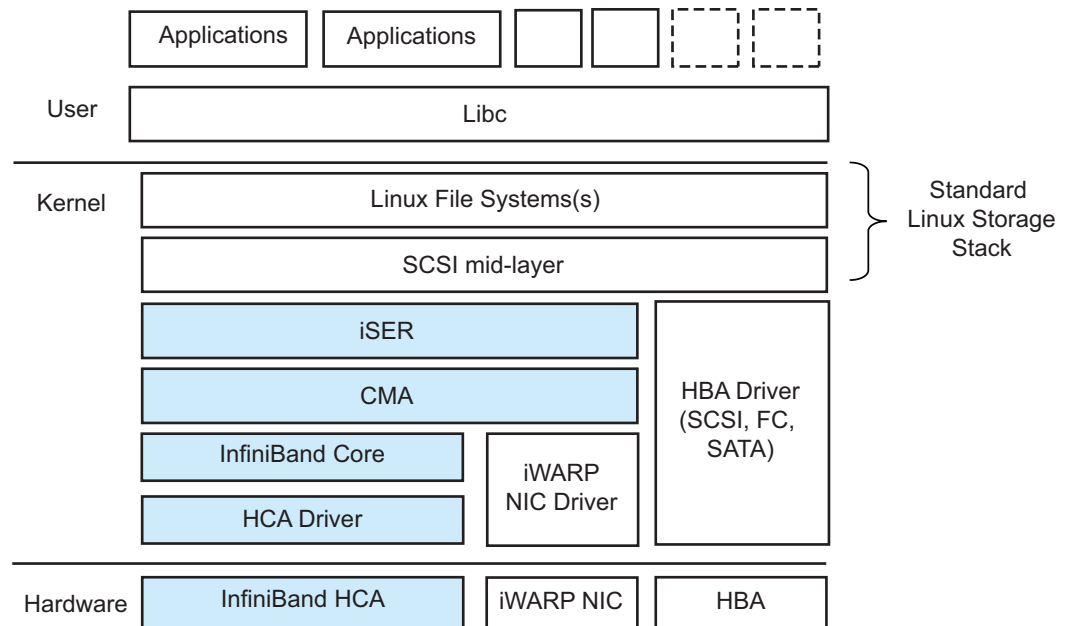 Applications
Applications
User
Libc
Kernel
Linux File Systems(s)
Standard
Linux Storage
Stack
SCSI mid-layer
iSER
CMA
HBA Driver
(SCSI, FC,
SATA)
InfiniBand Core
iWARP
NIC Driver
HCA Driver
Hardware
InfiniBand HCA
iWARP NIC
HBA